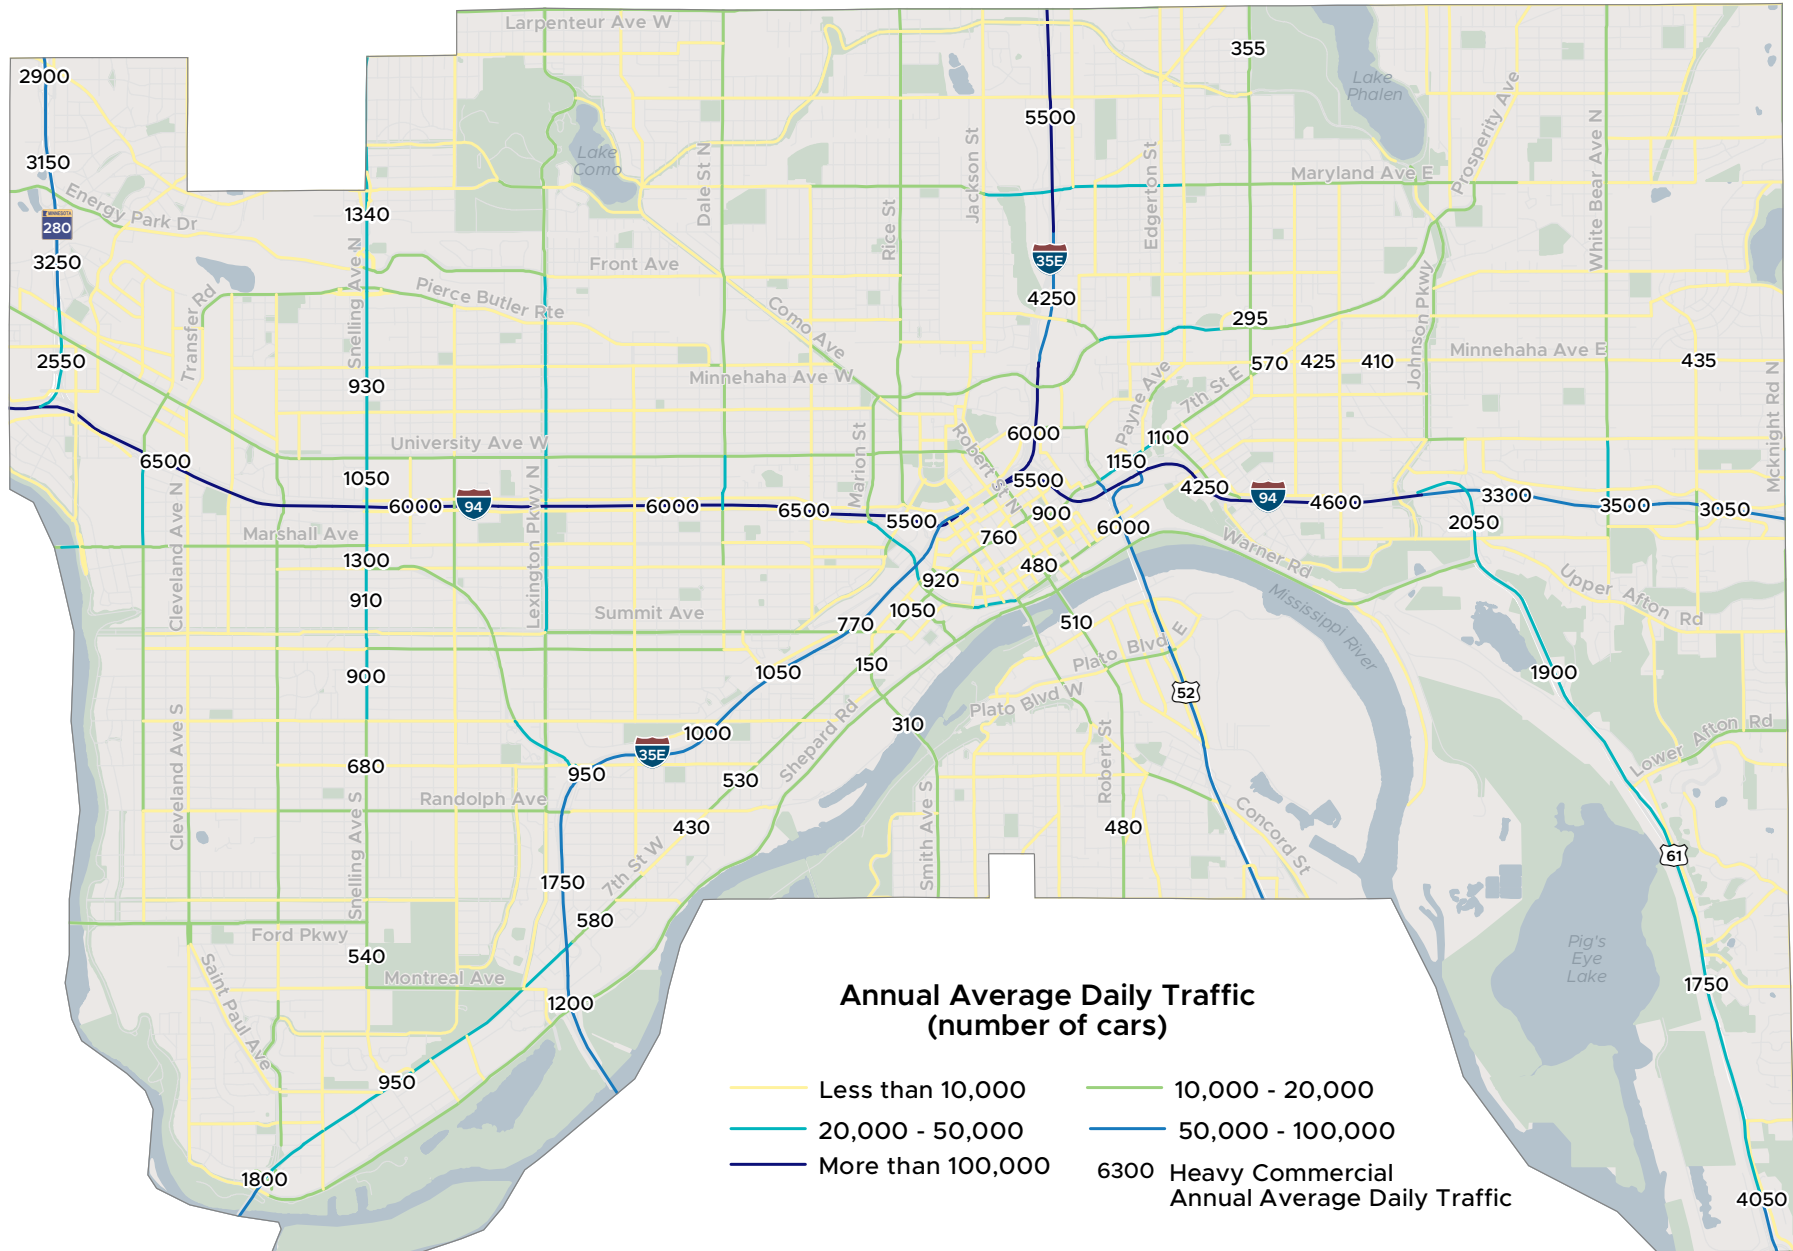 Larpenteur Ave W
355
2900
Lake
Phalen
5500
Prosperity Ave
White Bear Ave N
Jackson St
Dale St N
Edgerton St
3150
Lake
Como
Maryland Ave E
Energy Park Dr
MINNESOTA
280
1340
Rice St
3250
Snelling Ave N
Front Ave
35E
4250
Johnson Pkwy
Pierce Butler Rte
Transfer Rd
Como Ave
295
2550
930
Minnehaha Ave W
Payne Ave
7th St E
570
425
410
Minnehaha Ave E
435
Mcknight Rd N
University Ave W
Marion St
Robert St N
6000
1100
6500
1050
1150
5500
4250
6000
94
6000
6500
5500
900
94
4600
3300
3500
3050
Cleveland Ave N
Lexington Pkwy N
Marshall Ave
760
6000
2050
Warner Rd
1300
480
920
Upper Afton Rd
910
1050
Summit Ave
770
510
Mississippi River
Plato Blvd E
900
1050
150
1900
52
Plato Blvd W
Cleveland Ave S
310
1000
35E
Shepard Rd
Robert St
Lower Afton Rd
680
950
530
Randolph Ave
Snelling Ave S
Smith Ave S
430
480
Concord St
61
7th St W
1750
580
Ford Pkwy
540
Montreal Ave
Saint Paul Ave
Pig's
Eye
Lake
1750
1200
950
1800
4050
Annual Average Daily Traffic
(number of cars)
Less than 10,000
10,000 - 20,000
20,000 - 50,000
50,000 - 100,000
More than 100,000
6300 Heavy Commercial
Annual Average Daily Traffic